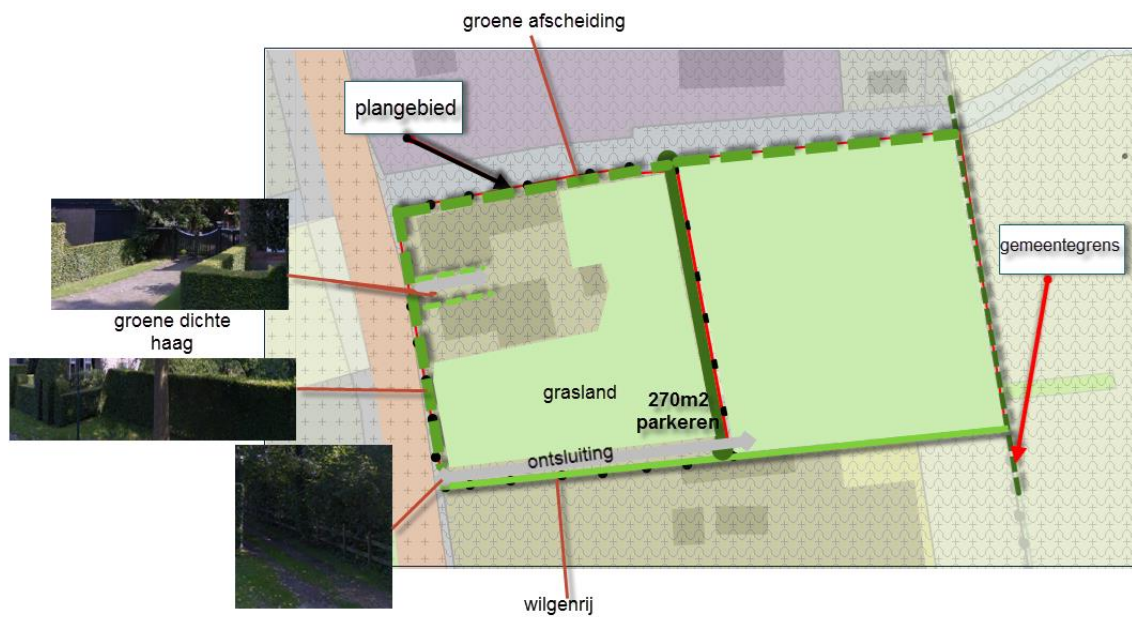 groene afscheiding
plangebied
gemeentegrens
groene dichte
haag
grasland
270m2
parkeren
ontsluiting
wilgenrij